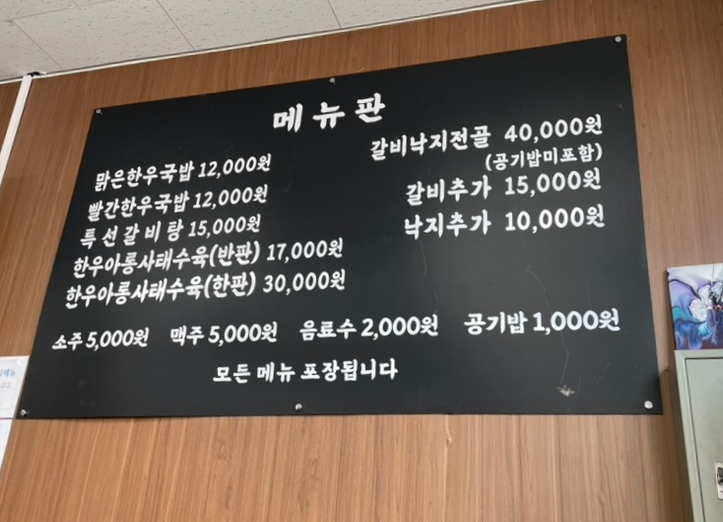 메뉴판
맑은한우국밥 12,000원
빨간한우국밥 12,000원
특선갈비탕 15,000원
한우아롱사태수육(반판) 17,000원
한우아롱사태수육(한판) 30,000원
갈비낙지전골 40,000원
(공기밥미포함)
갈비추가 15,000원
낙지추가 10,000원
소주 5,000원 맥주 5,000원 음료수 2,000원 공기밥 1,000원
모든 메뉴 포장됩니다